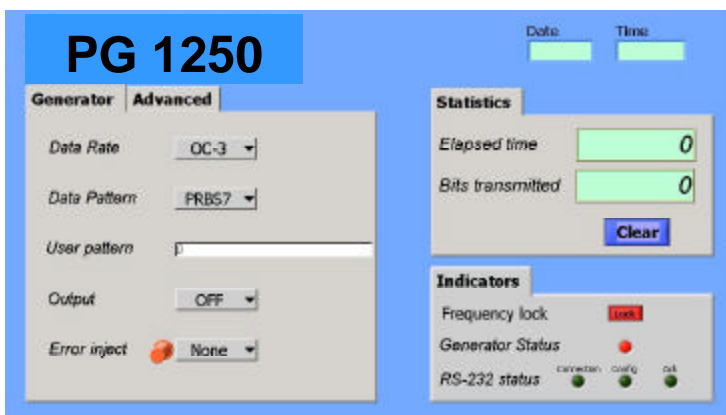 PG 1250
Date Time
Generator Advanced
Data Rate OC-3
Data Pattern PRBS7
User pattern
Output OFF
Error inject None
Statistics
Elapsed time 0
Bits transmitted 0
Clear
Indicators
Frequency lock Lock
Generator Status
RS-232 status Connection Config